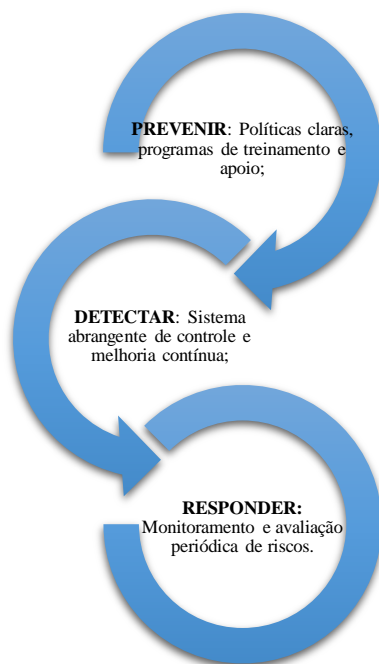 PREVENIR: Políticas claras,
programas de treinamento e
apoio;
DETECTAR: Sistema
abrangente de controle e
melhoria contínua;
RESPONDER:
Monitoramento e avaliação
periódica de riscos.